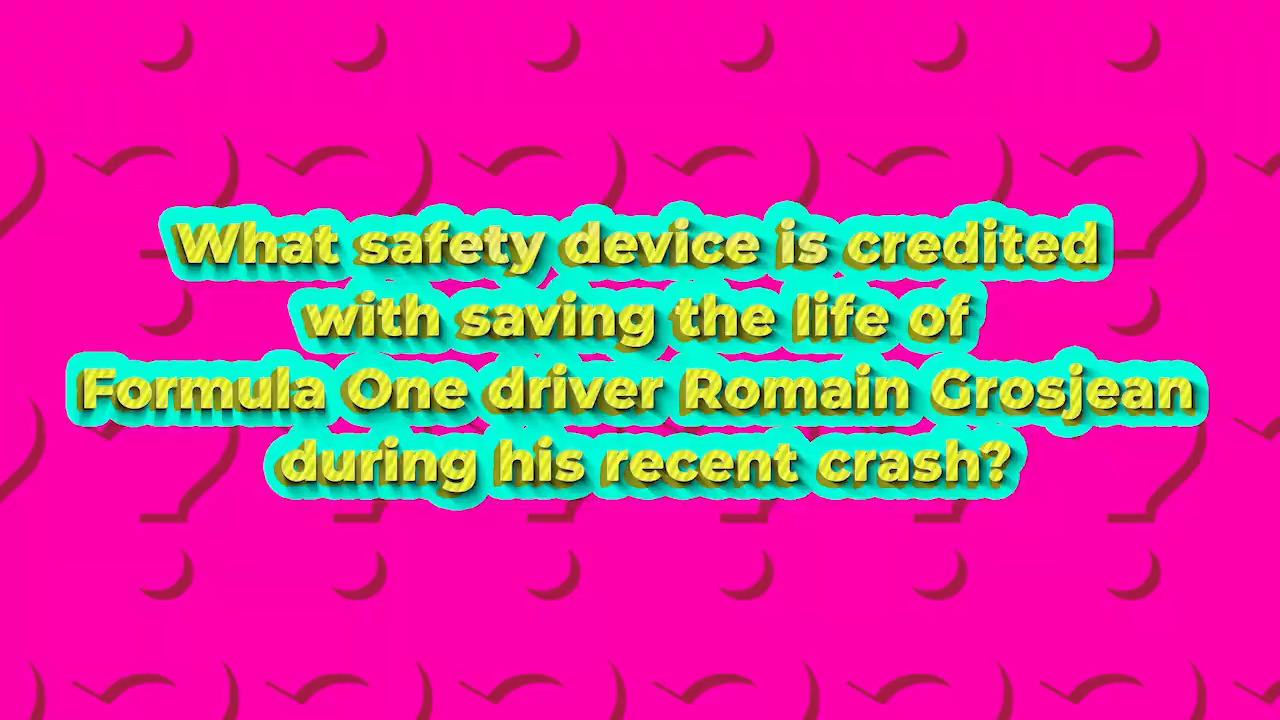 What safety device is credited
with saving the life of
Formula One driver Romain Grosjean
during his recent crash?